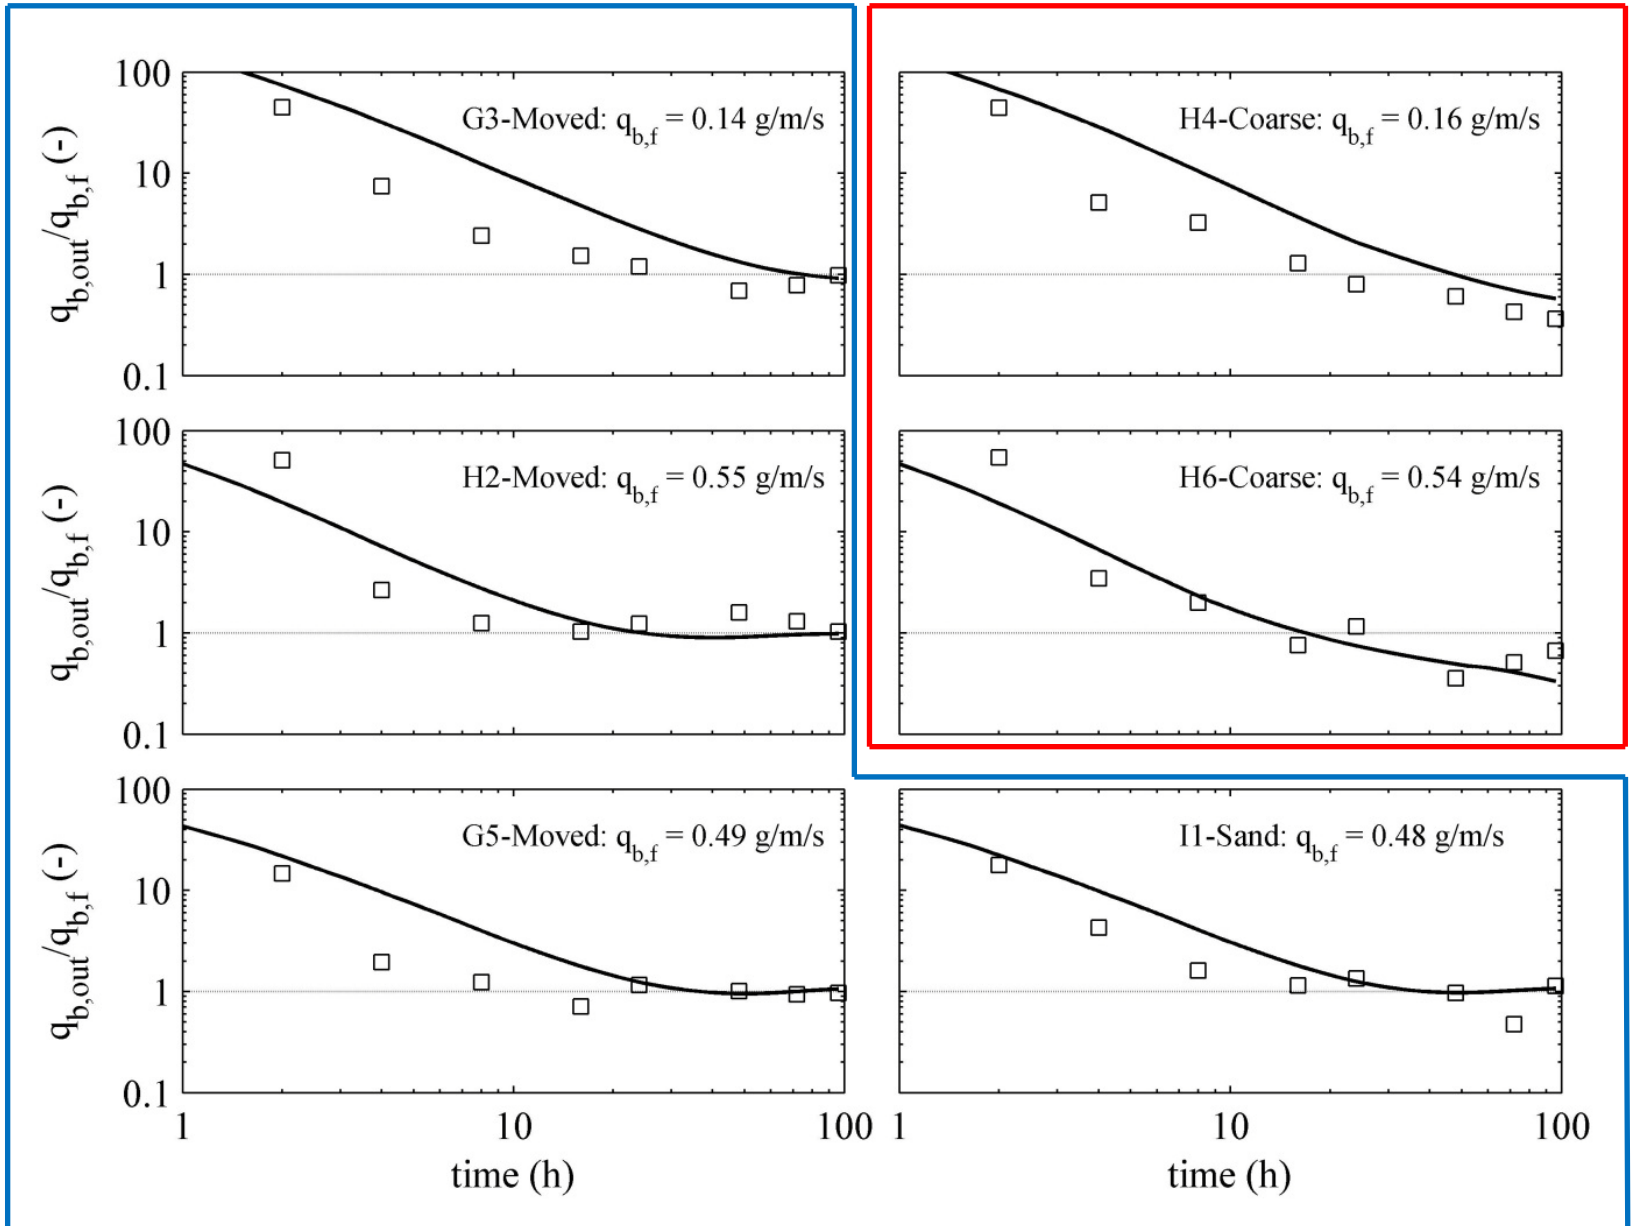 100
10
1
0.1
q_b,out/q_b,f (-)
G3-Moved: q_b,f = 0.14 g/m/s
H4-Coarse: q_b,f = 0.16 g/m/s
100
10
1
0.1
q_b,out/q_b,f (-)
H2-Moved: q_b,f = 0.55 g/m/s
H6-Coarse: q_b,f = 0.54 g/m/s
100
10
1
0.1
q_b,out/q_b,f (-)
G5-Moved: q_b,f = 0.49 g/m/s
I1-Sand: q_b,f = 0.48 g/m/s
1 10 100
1 10 100
time (h)
time (h)